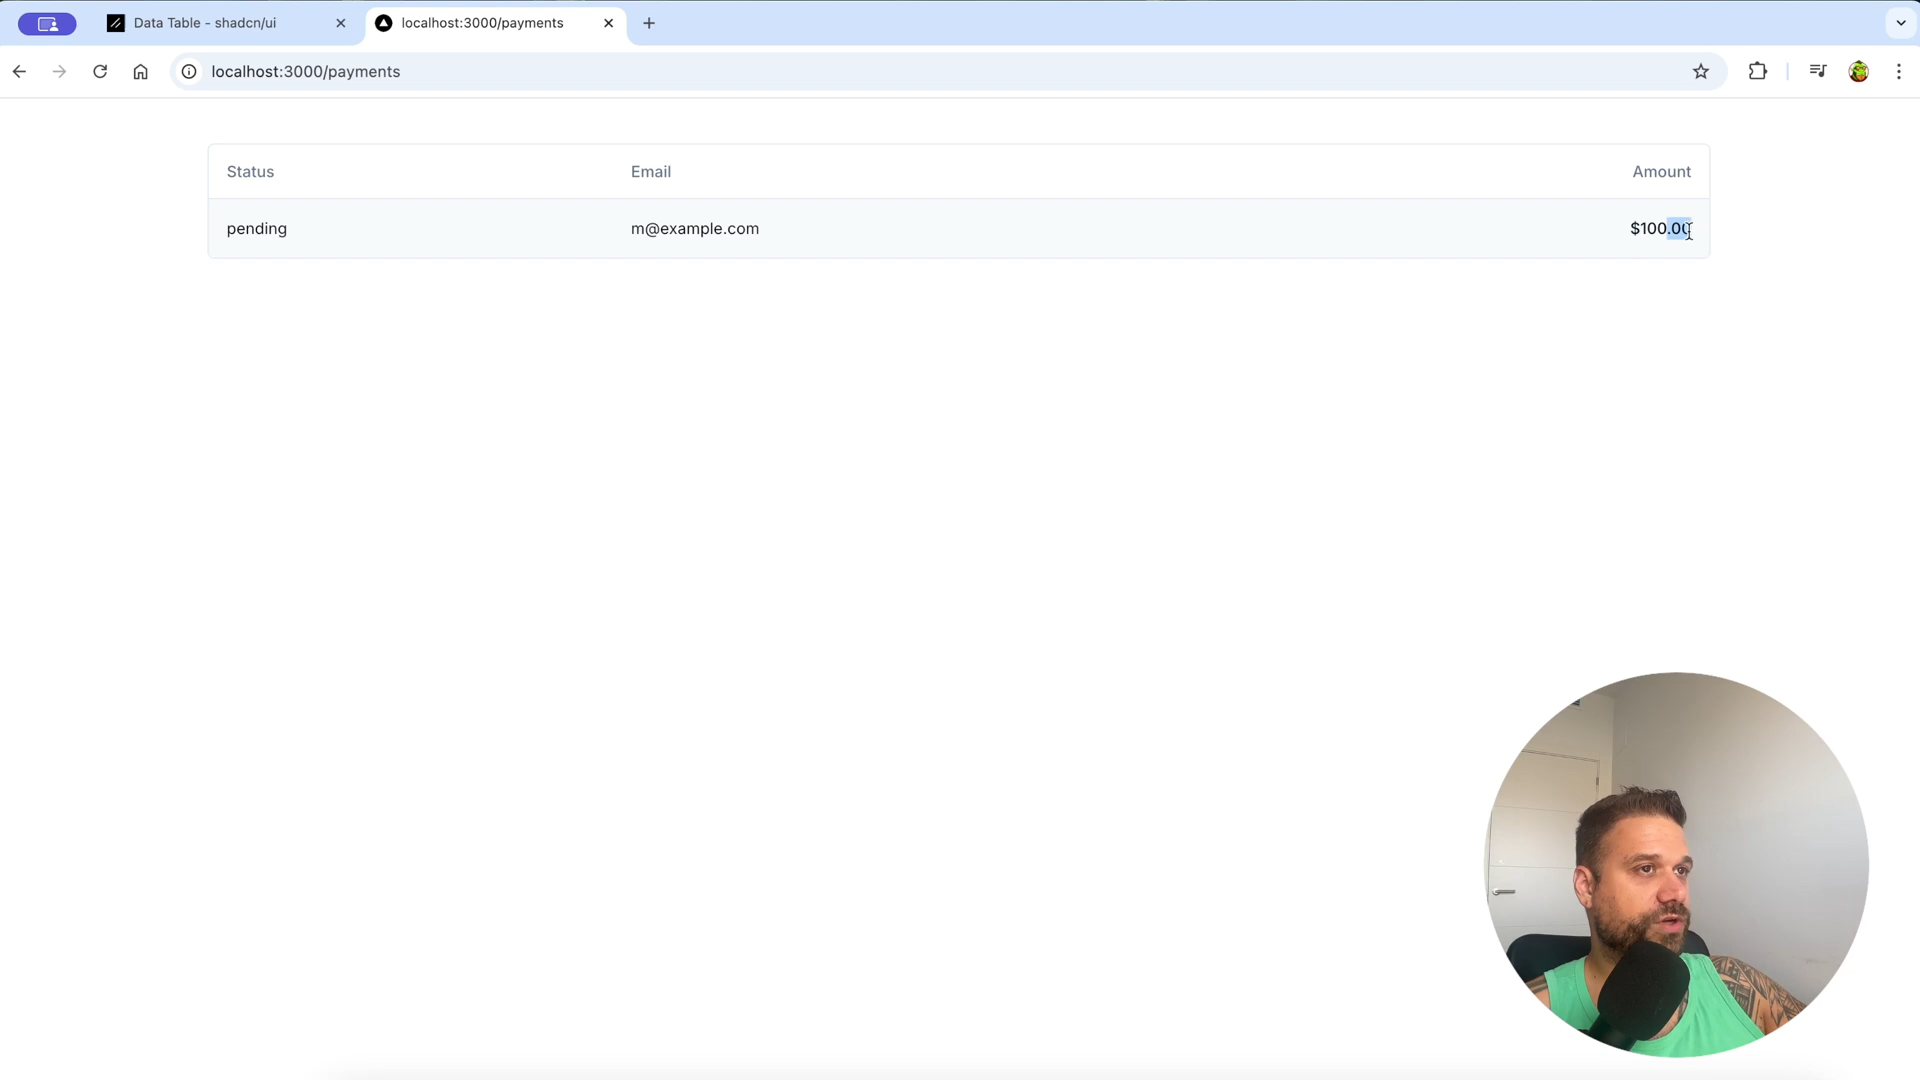 Data Table - shadcn/ui
localhost:3000/payments
localhost:3000/payments
Status Email Amount
pending m@example.com $100.00